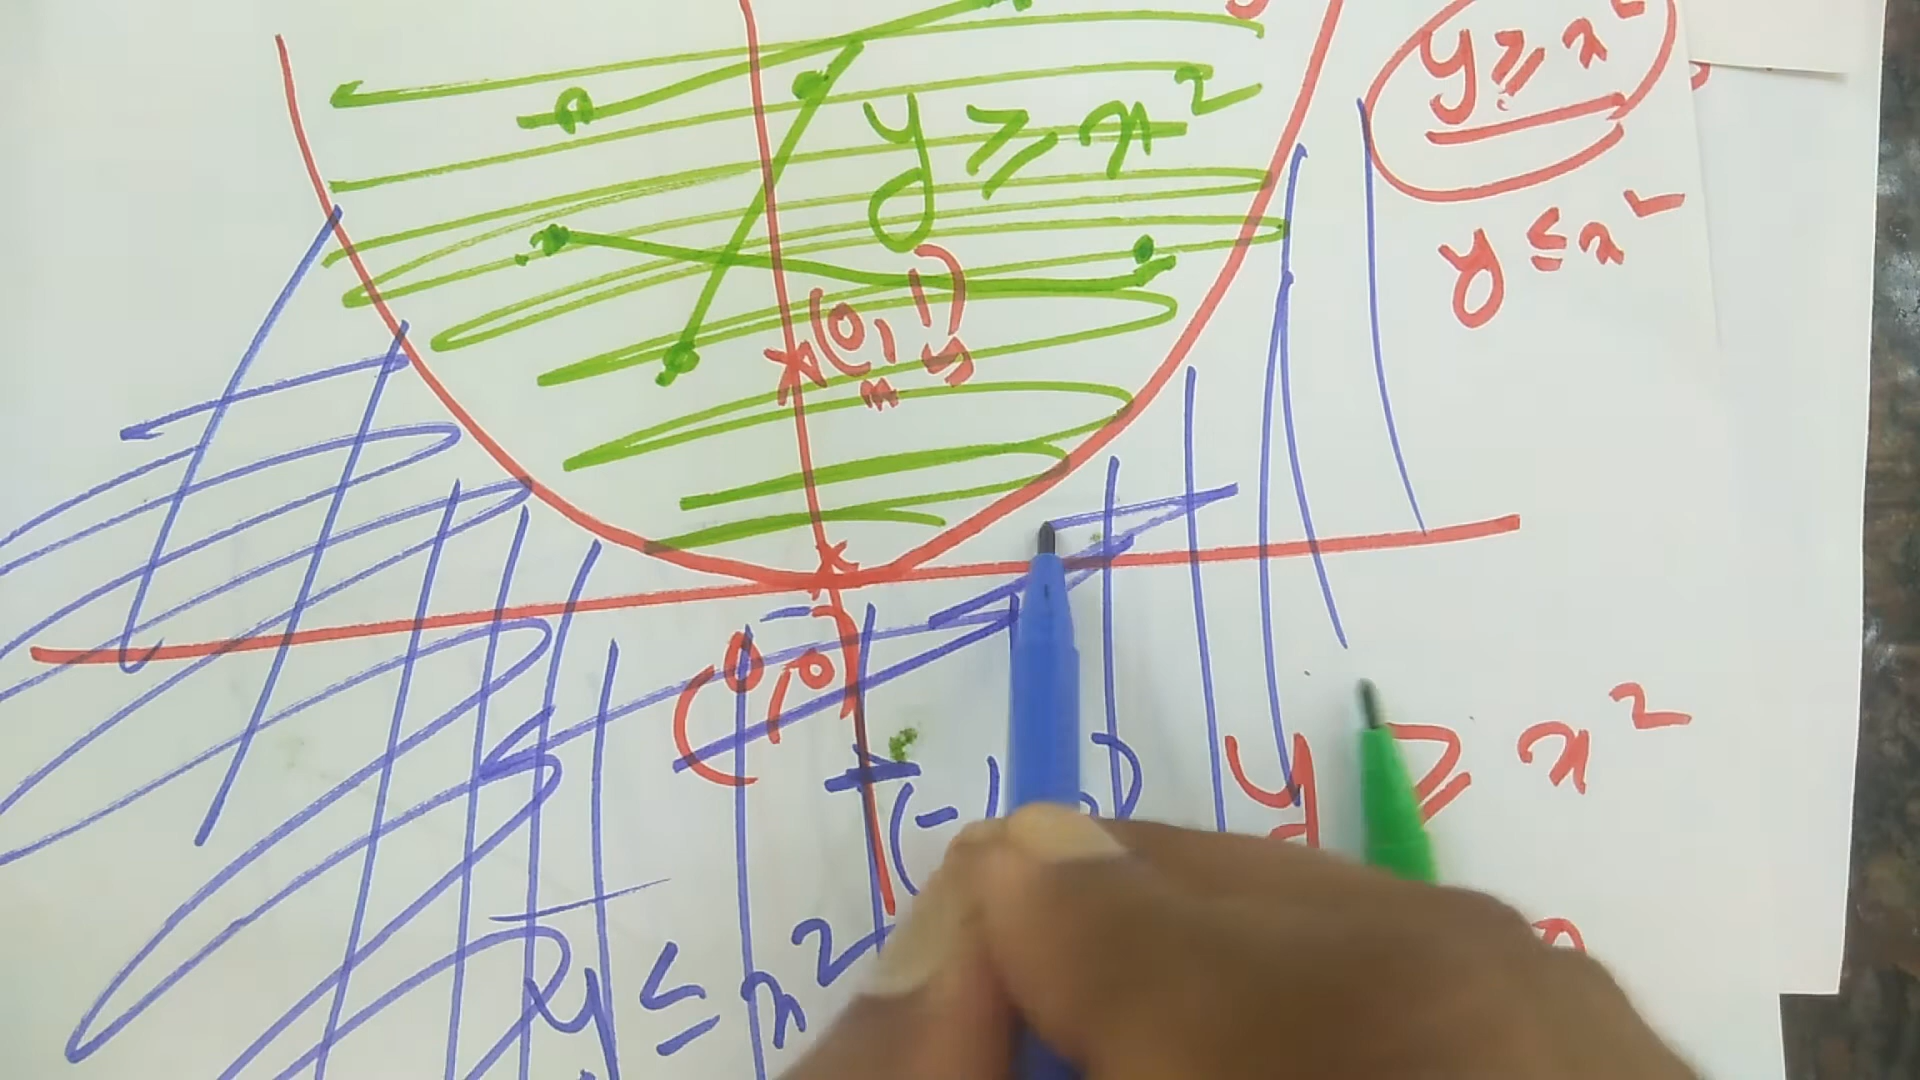 y ≥ x²
y ≥ x²
y ≤ x²
(0, 1)
x y
(0, 0)
y ≥ x²
y ≤ x²